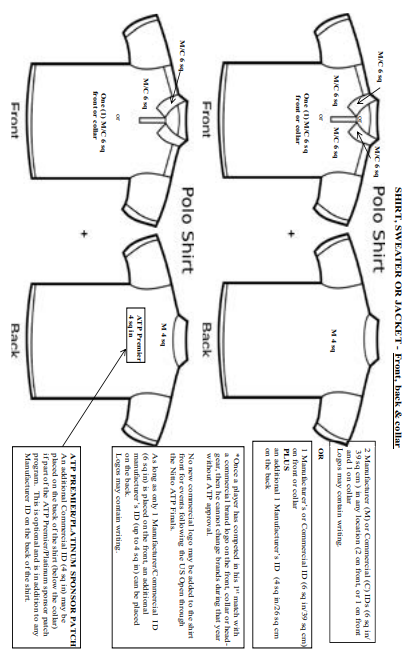 SHIRT, SWEATER OR JACKET - Front, back & collar
Polo Shirt
M/C 6 sq
M/C 6 sq
M/C 6 sq
or
M/C 6 sq
or
One (1) M/C 6 sq
front or collar
Front
+
M 4 sq
Back
2 Manufacturer (M) or Commercial (C) IDs (6 sq in/
39 sq cm) in any location (2 on front, or 1 on front
and 1 on collar
Logos may contain writing.
OR
1 Manufacturer's or Commercial ID (6 sq in/39 sq cm)
on front or collar
PLUS
an additional 1 Manufacturer's ID (4 sq in/26 sq cm
on the back
*Once a player has competed in his 1st match with
a commercial brand logo on the front, collar or head-
gear, then he cannot change brands during that year
without ATP approval.
Polo Shirt
M/C 6 sq
M/C 6 sq
or
One (1) M/C 6 sq
front or collar
Front
+
M 4 sq
ATP Premier
4 sq in
Back
No new commercial logo may be added to the shirt
front for events following the US Open through
the Nitto ATP Finals.
As long as only 1 Manufacturer/Commercial ID
(6 sq in) is placed on the front, an additional
manufacturer's ID (up to 4 sq in) can be placed
on the back.
Logos may contain writing.
ATP PREMIER/PLATINUM SPONSOR PATCH
An additional Commercial ID (4 sq in) may be
placed on the back of the shirt (below the collar)
if part of the ATP Premier/Platinum sponsor patch
program. This is optional and is in addition to any
Manufacturer ID on the back of the shirt.